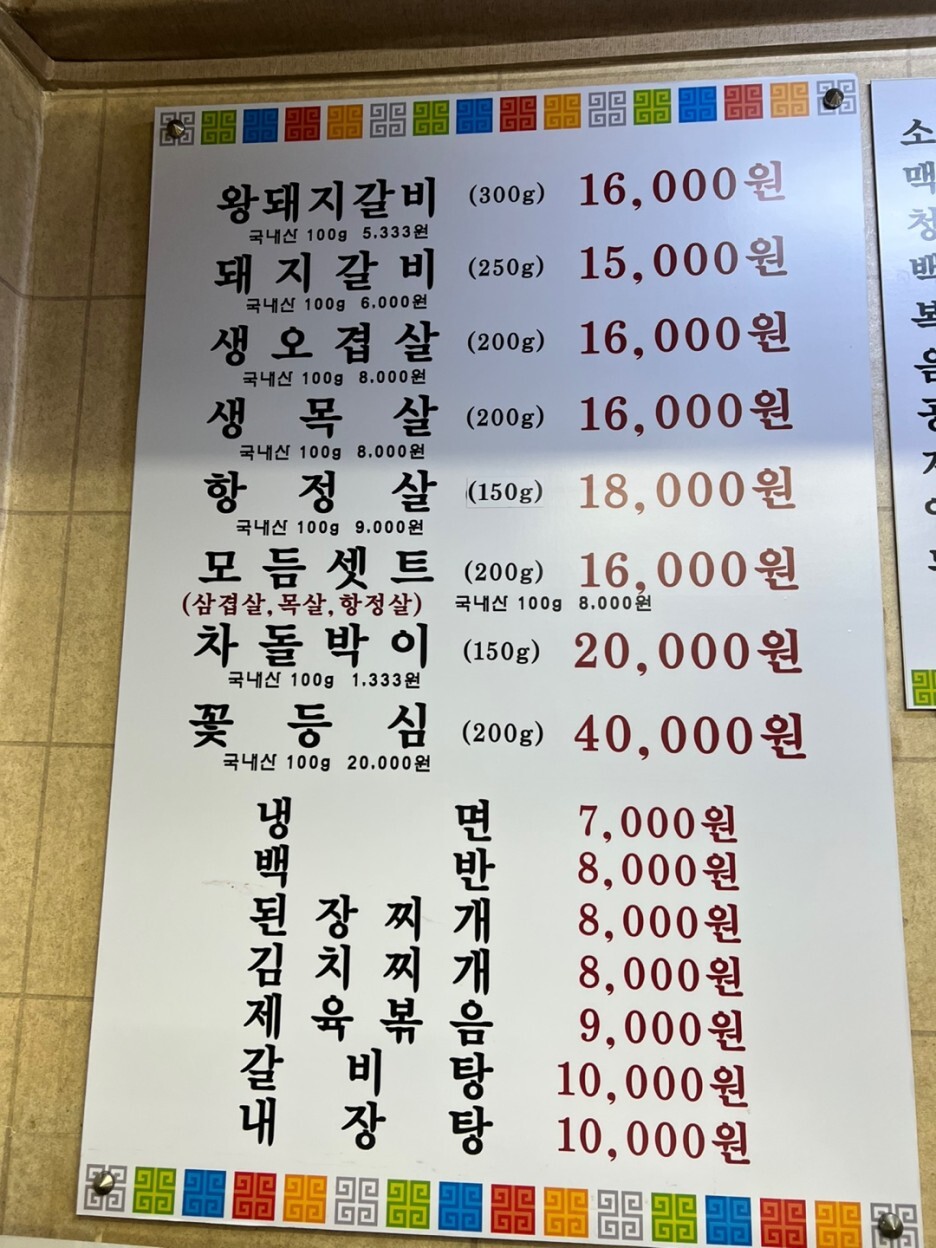 왕돼지갈비 (300g) 16,000원
국내산 100g 5.333원
돼지갈비 (250g) 15,000원
국내산 100g 6.000원
생오겹살 (200g) 16,000원
국내산 100g 8.000원
생목살 (200g) 16,000원
국내산 100g 8.000원
항정살 (150g) 18,000원
국내산 100g 9.000원
모듬셋트 (200g) 16,000원
(삼겹살,목살,항정살) 국내산 100g 8.000원
차돌박이 (150g) 20,000원
국내산 100g 1.333원
꽃등심 (200g) 40,000원
국내산 100g 20.000원
냉면 7,000원
백반 8,000원
된장찌개 8,000원
김치찌개 8,000원
제육볶음 9,000원
갈비탕 10,000원
내장탕 10,000원
소
맥
청
백
복
음